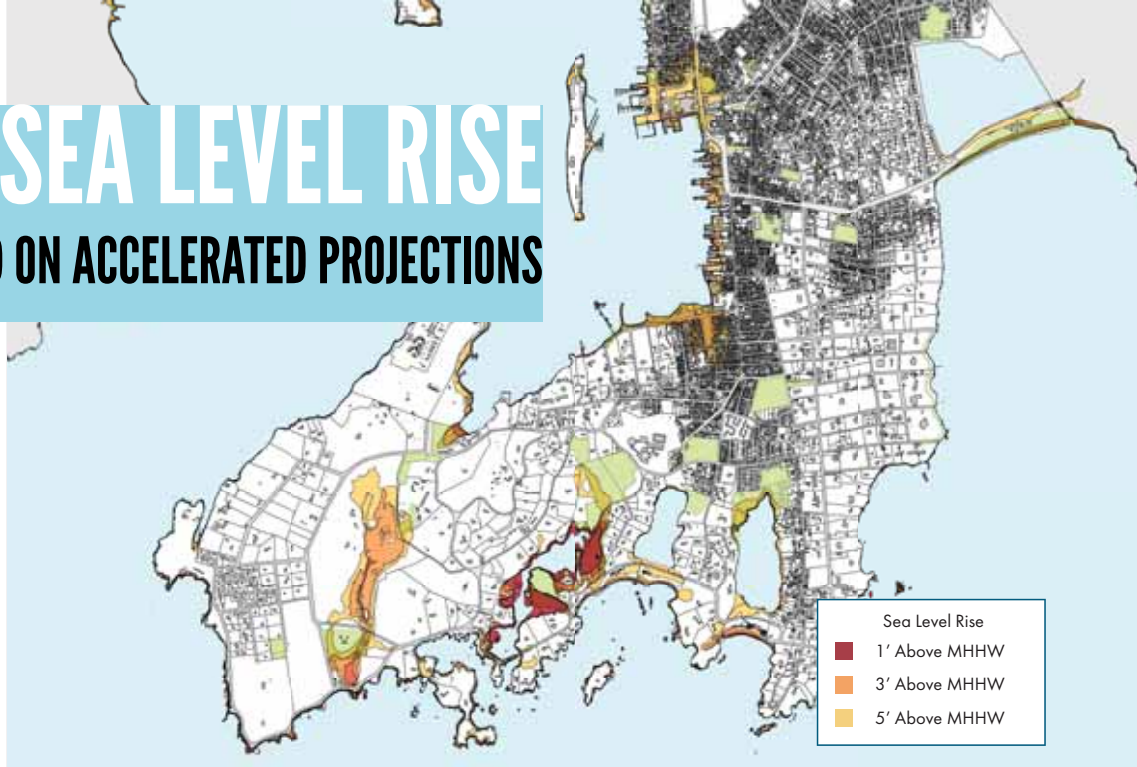 SEA LEVEL RISE
ON ACCELERATED PROJECTIONS
Sea Level Rise
1’ Above MHHW
3’ Above MHHW
5’ Above MHHW